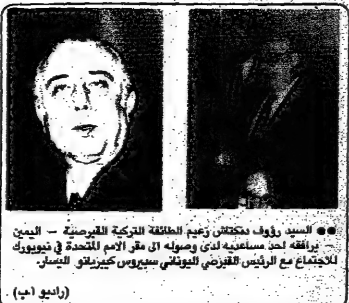 ●● السيد رؤوف دنكتاش زعيم الطائفة التركية القبرصية – اليمين
– يرافقه احد مساعديه لدى وصوله الى مقر الامم المتحدة في نيويورك
للاجتماع مع الرئيس القبرصي اليوناني سبيروس كبريانو. اليسار.
(راديو اب)